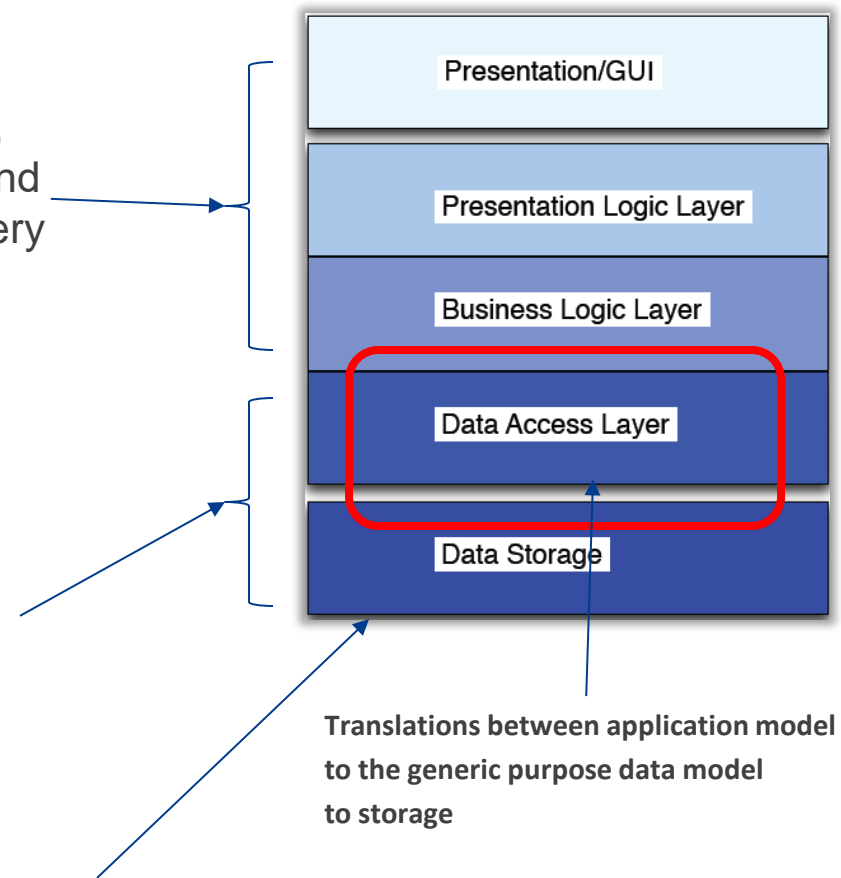 Presentation/GUI
Presentation Logic Layer
Business Logic Layer
Data Access Layer
Data Storage
Translations between application model
to the generic purpose data model
to storage